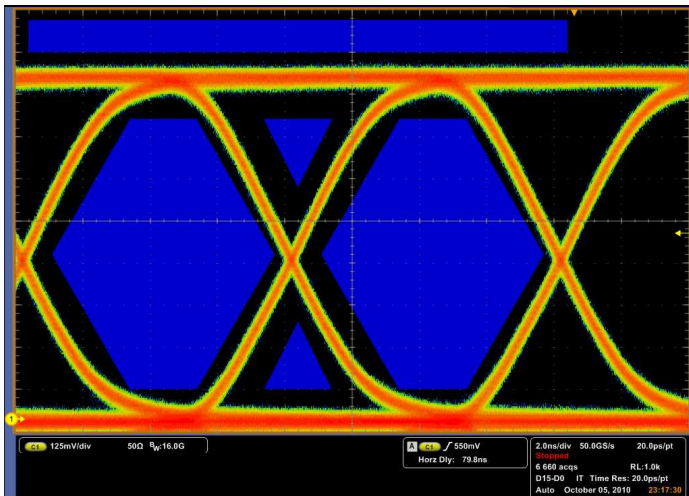 1
C1 125mV/div 50Ω BW:16.0G
A C1 550mV
Horz Dly: 79.8ns
2.0ns/div 50.0GS/s 20.0ps/pt
Stopped
6 660 acqs RL:1.0k
D15-D0 IT Time Res: 20.0ps/pt
Auto October 05, 2010 23:17:30